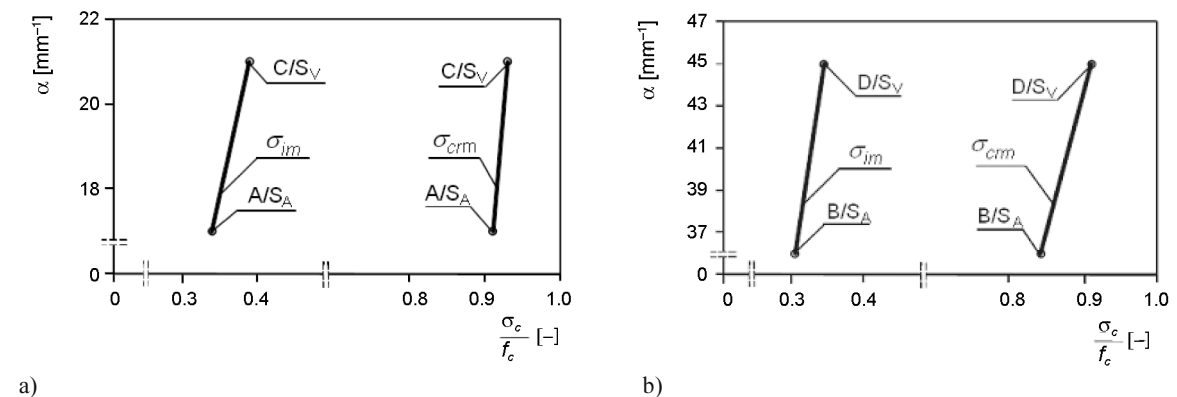 22
20
18
0
α [mm⁻¹]
C/S_V
C/S_V
σ_im
σ_crm
A/S_A
A/S_A
0 0.3 0.4 0.8 0.9 1.0
σ_c/f_c [–]
a)
47
45
43
41
39
37
0
α [mm⁻¹]
D/S_V
D/S_V
σ_im
σ_crm
B/S_A
B/S_A
0 0.3 0.4 0.8 0.9 1.0
σ_c/f_c [–]
b)